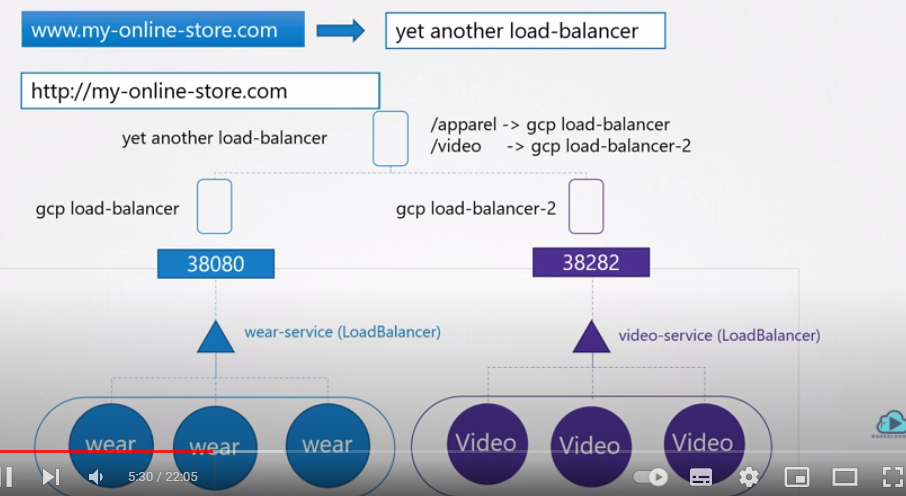 www.my-online-store.com
yet another load-balancer
http://my-online-store.com
yet another load-balancer
/apparel -> gcp load-balancer
/video -> gcp load-balancer-2
gcp load-balancer
gcp load-balancer-2
38080
38282
wear-service (LoadBalancer)
video-service (LoadBalancer)
wear
wear
wear
Video
Video
Video
5:30 / 22:05